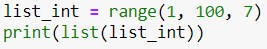 list_int = range(1, 100, 7)
print(list(list_int))